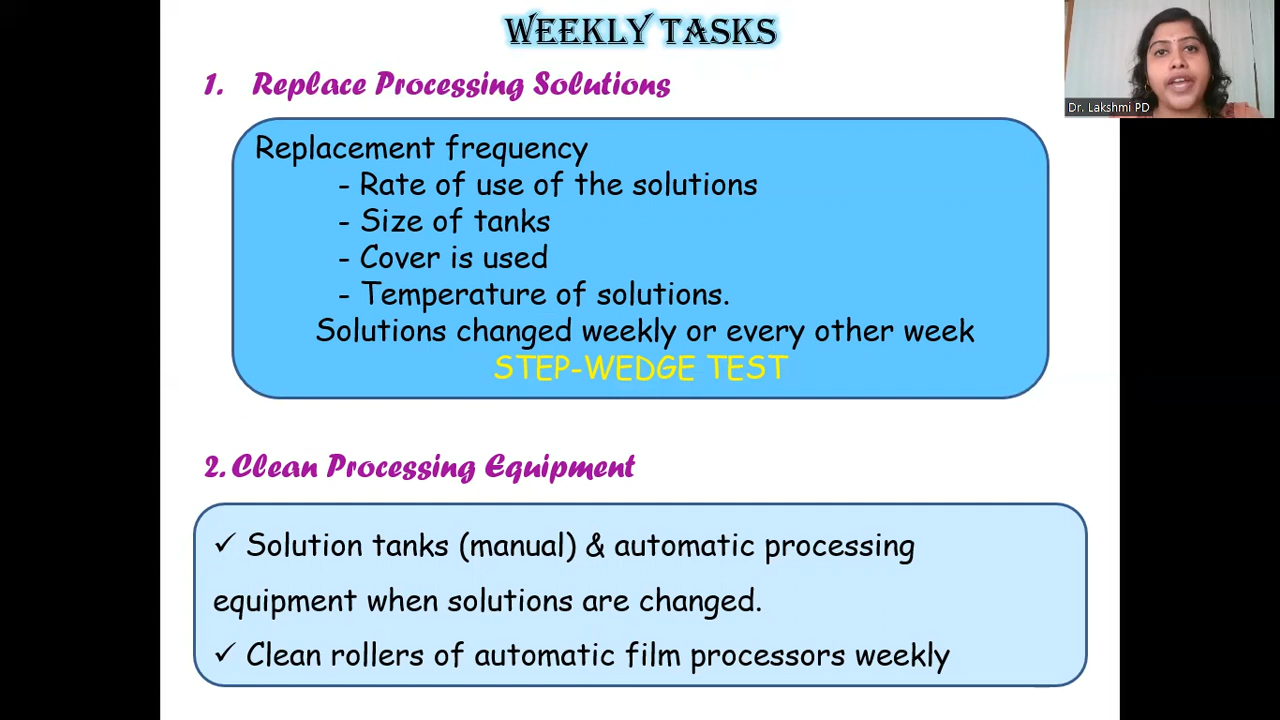 WEEKLY TASKS
1. Replace Processing Solutions
Replacement frequency
- Rate of use of the solutions
- Size of tanks
- Cover is used
- Temperature of solutions.
Solutions changed weekly or every other week
STEP-WEDGE TEST
2. Clean Processing Equipment
✓ Solution tanks (manual) & automatic processing
equipment when solutions are changed.
✓ Clean rollers of automatic film processors weekly
Dr. Lakshmi PD